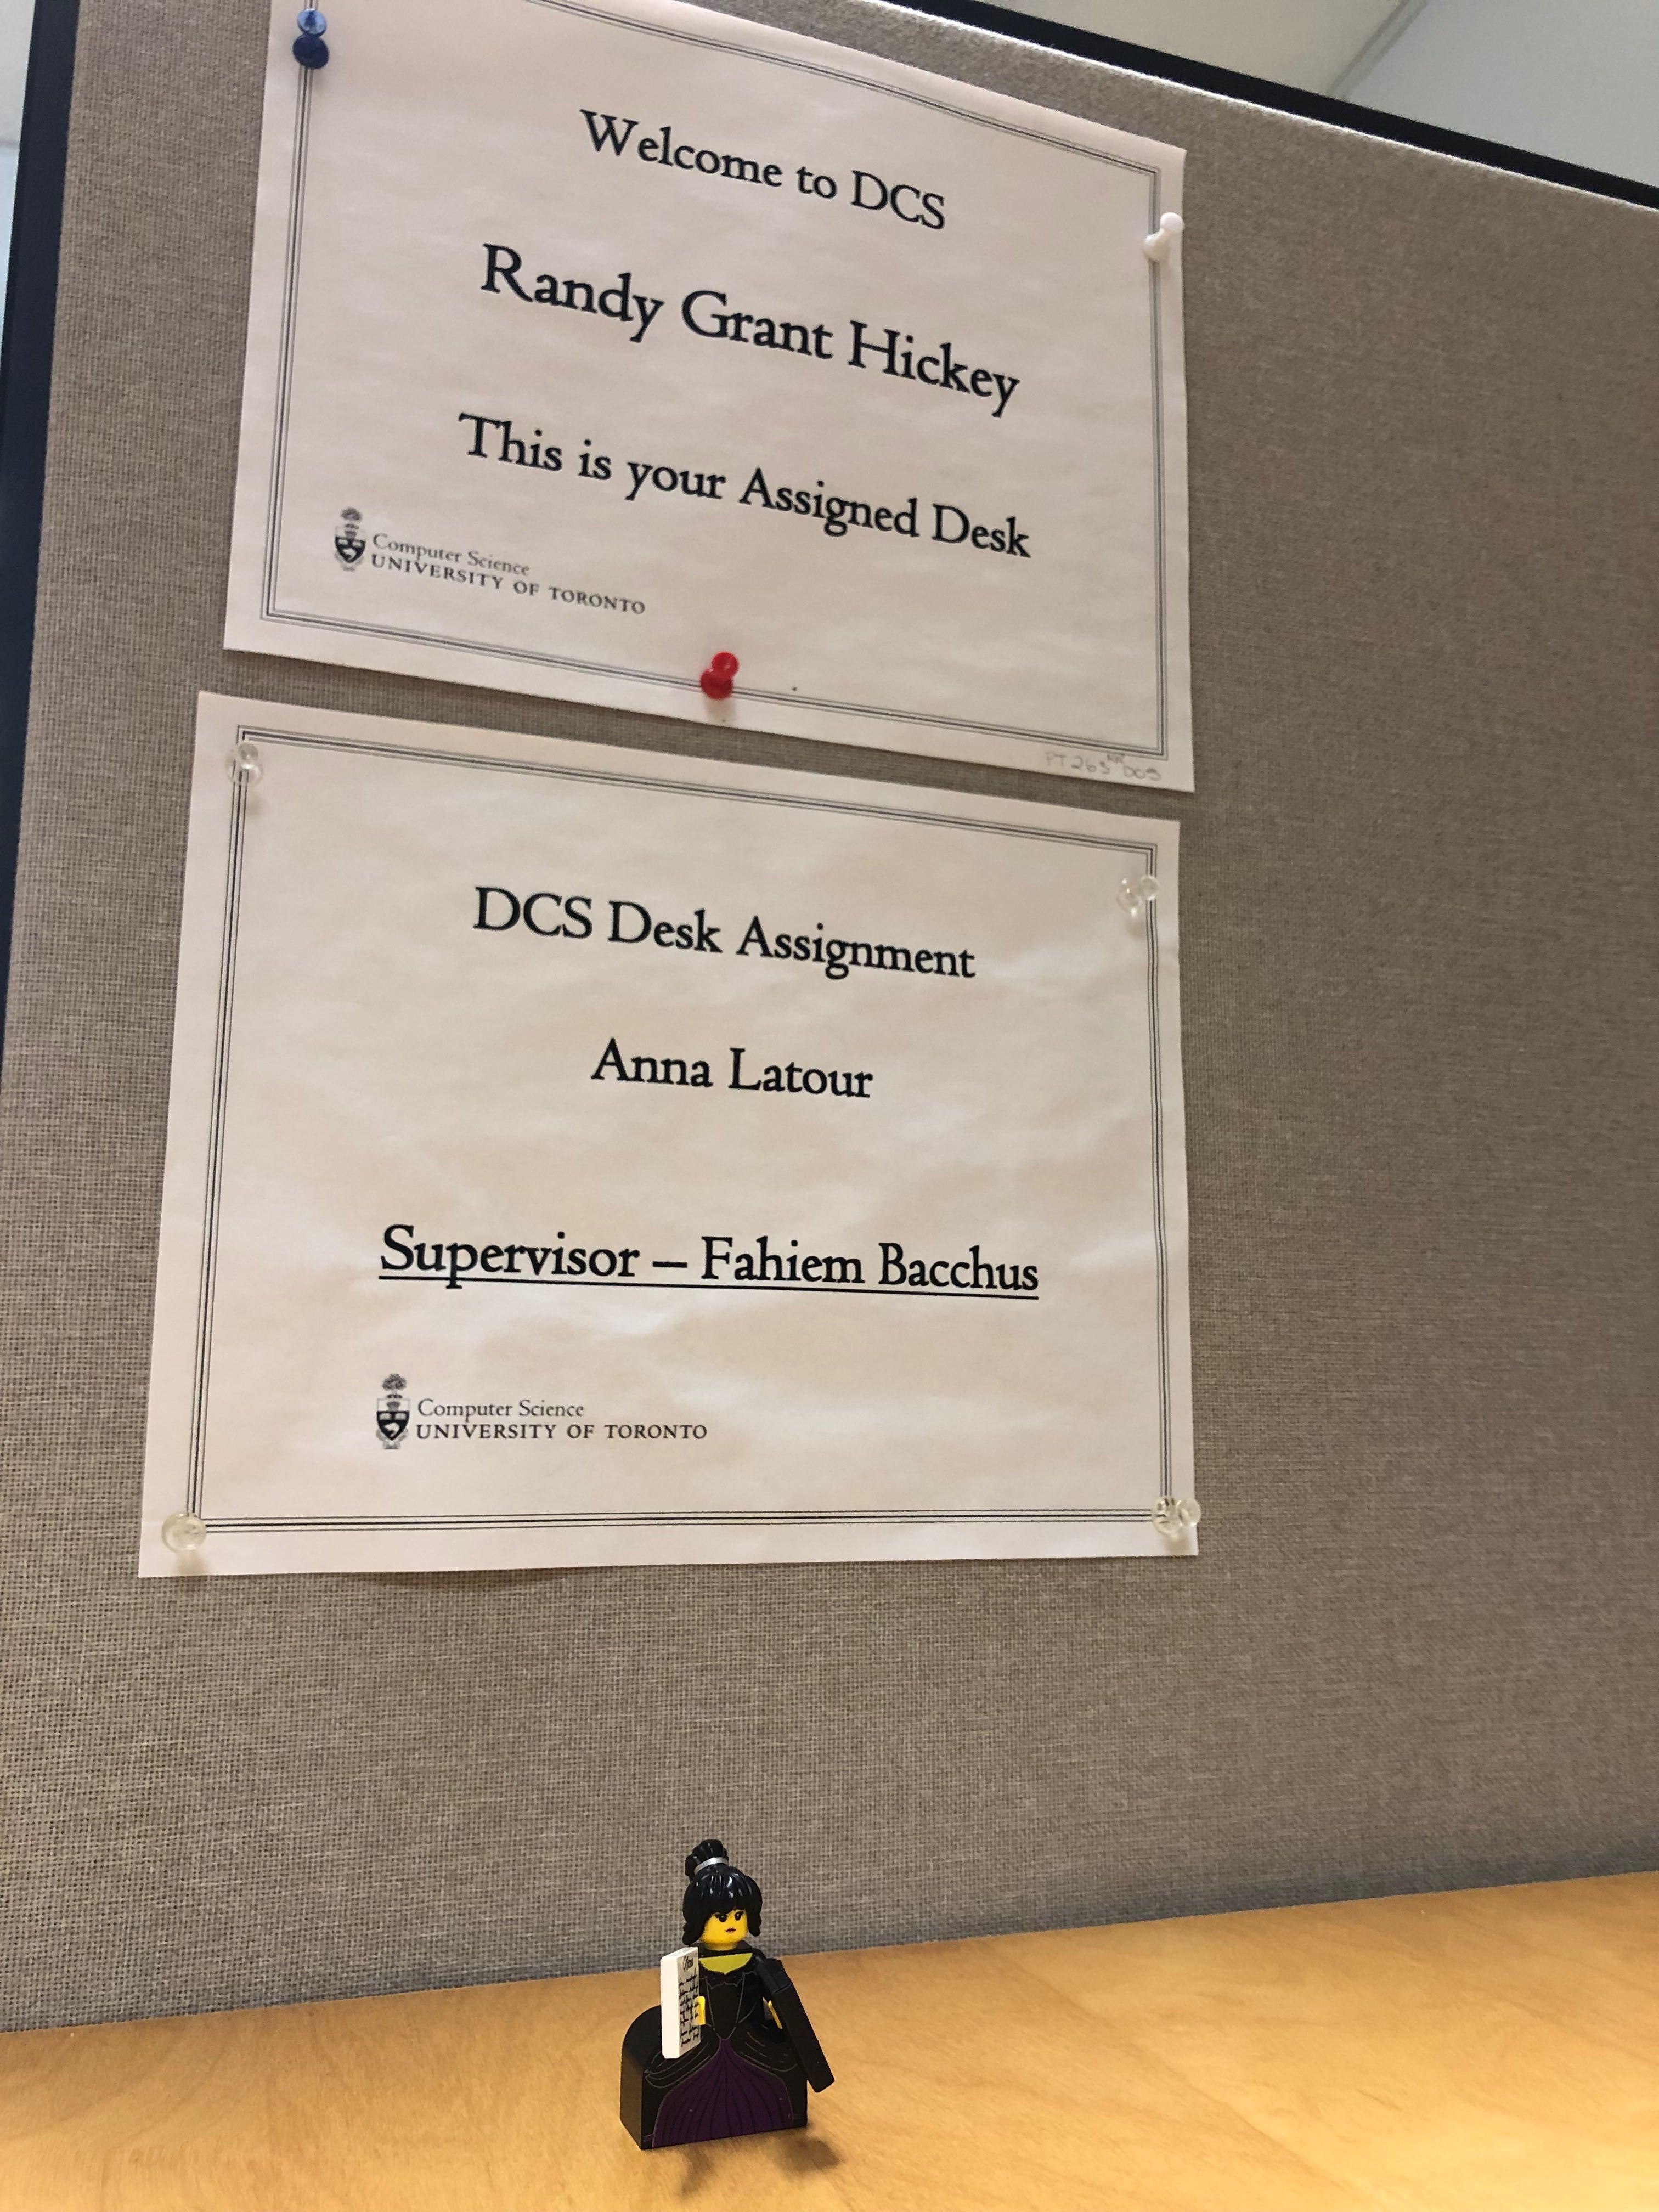 Welcome to DCS
Randy Grant Hickey
This is your Assigned Desk
Computer Science
UNIVERSITY OF TORONTO
DCS Desk Assignment
Anna Latour
Supervisor – Fahiem Bacchus
Computer Science
UNIVERSITY OF TORONTO